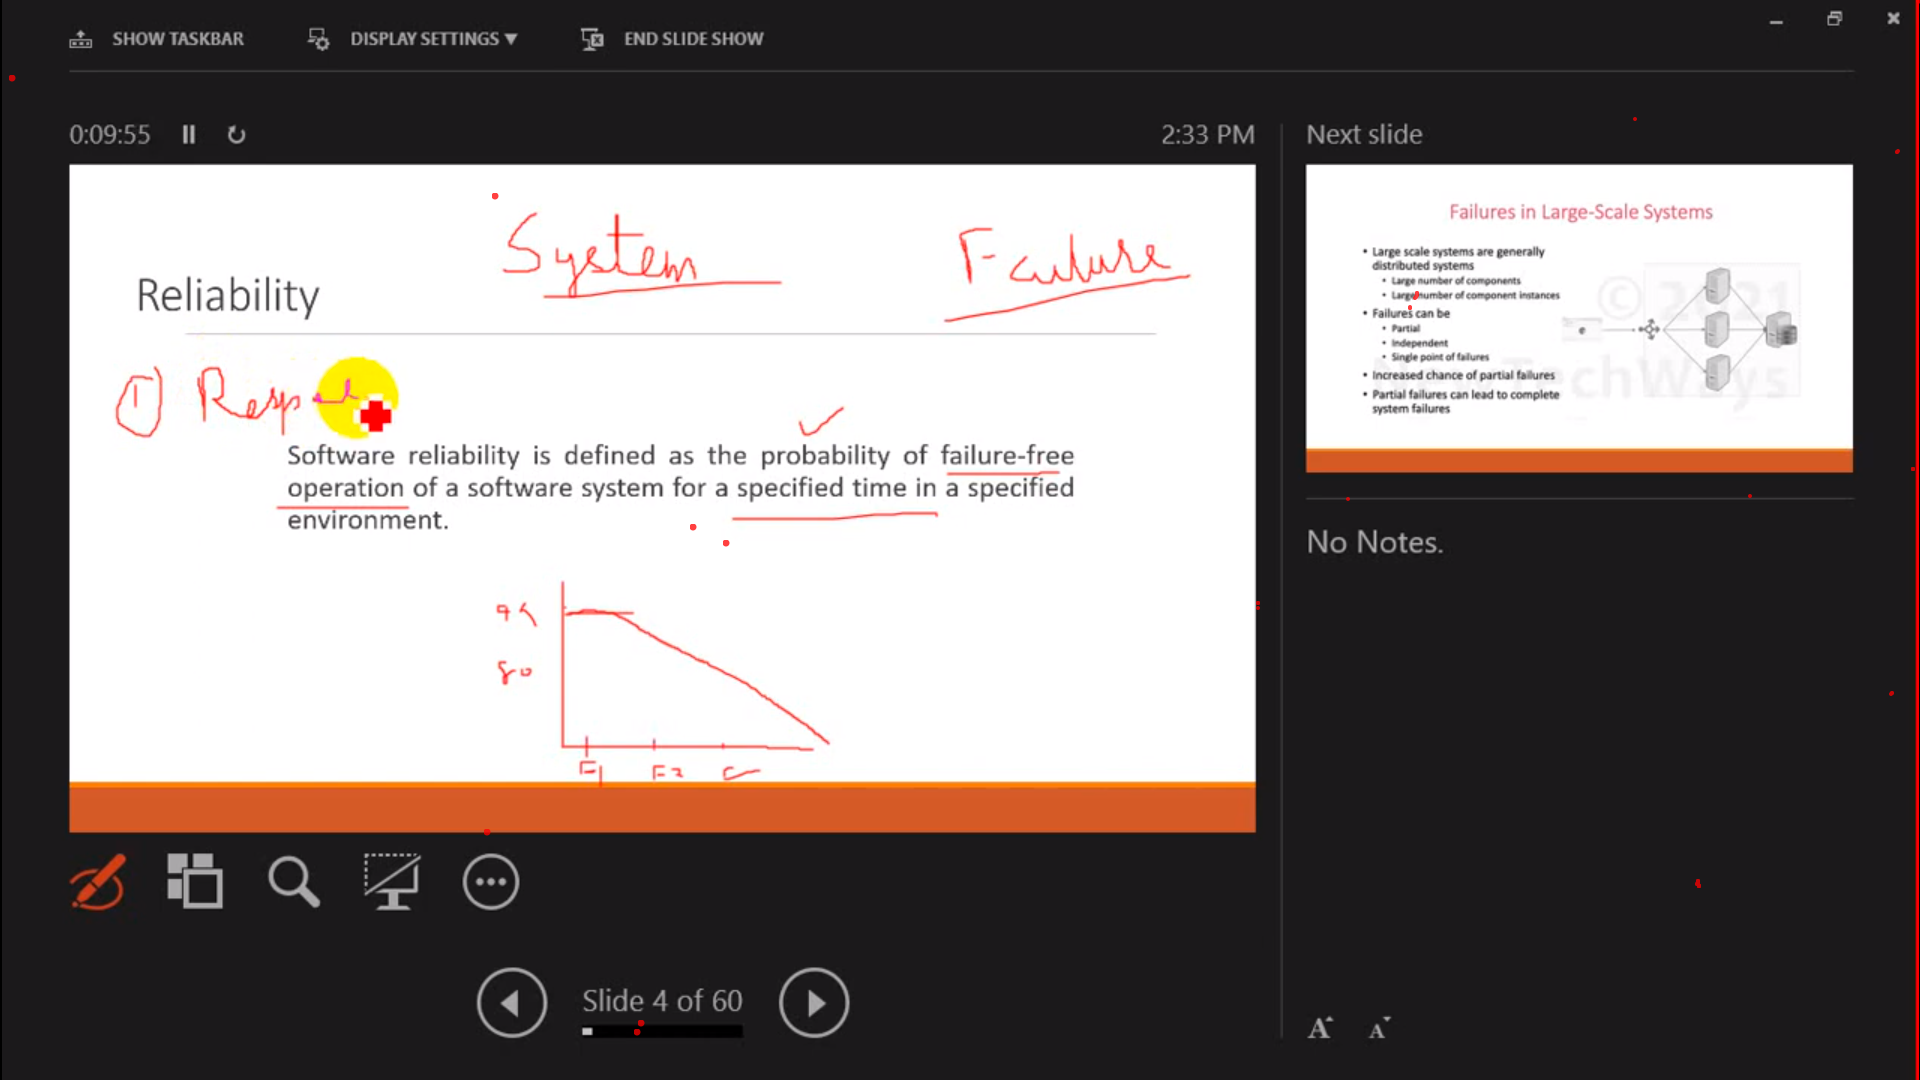 SHOW TASKBAR
DISPLAY SETTINGS ▼
END SLIDE SHOW
0:09:55
2:33 PM
System
Failure
Reliability
① Resp
Software reliability is defined as the probability of failure-free
operation of a software system for a specified time in a specified
environment.
95
80
F1
F2
Slide 4 of 60
Next slide
Failures in Large-Scale Systems
• Large scale systems are generally
distributed systems
• Large number of components
• Large number of component instances
• Failures can be
• Partial
• Independent
• Single point of failures
• Increased chance of partial failures
• Partial failures can lead to complete
system failures
© 2021
TechWays
No Notes.
A A